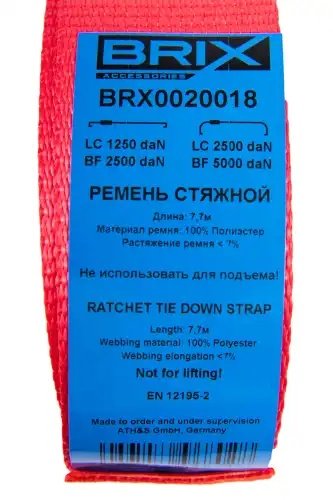 BRIX
ACCESSORIES
BRX0020018
LC 1250 daN LC 2500 daN
BF 2500 daN BF 5000 daN
РЕМЕНЬ СТЯЖНОЙ
Длина: 7,7м
Материал ремня: 100% Полиэстер
Растяжение ремня < 7%
Не использовать для подъема!
RATCHET TIE DOWN STRAP
Length: 7,7м
Webbing material: 100% Polyester
Webbing elongation <7%
Not for lifting!
EN 12195-2
Made to order and under supervision
ATH&S GmbH, Germany